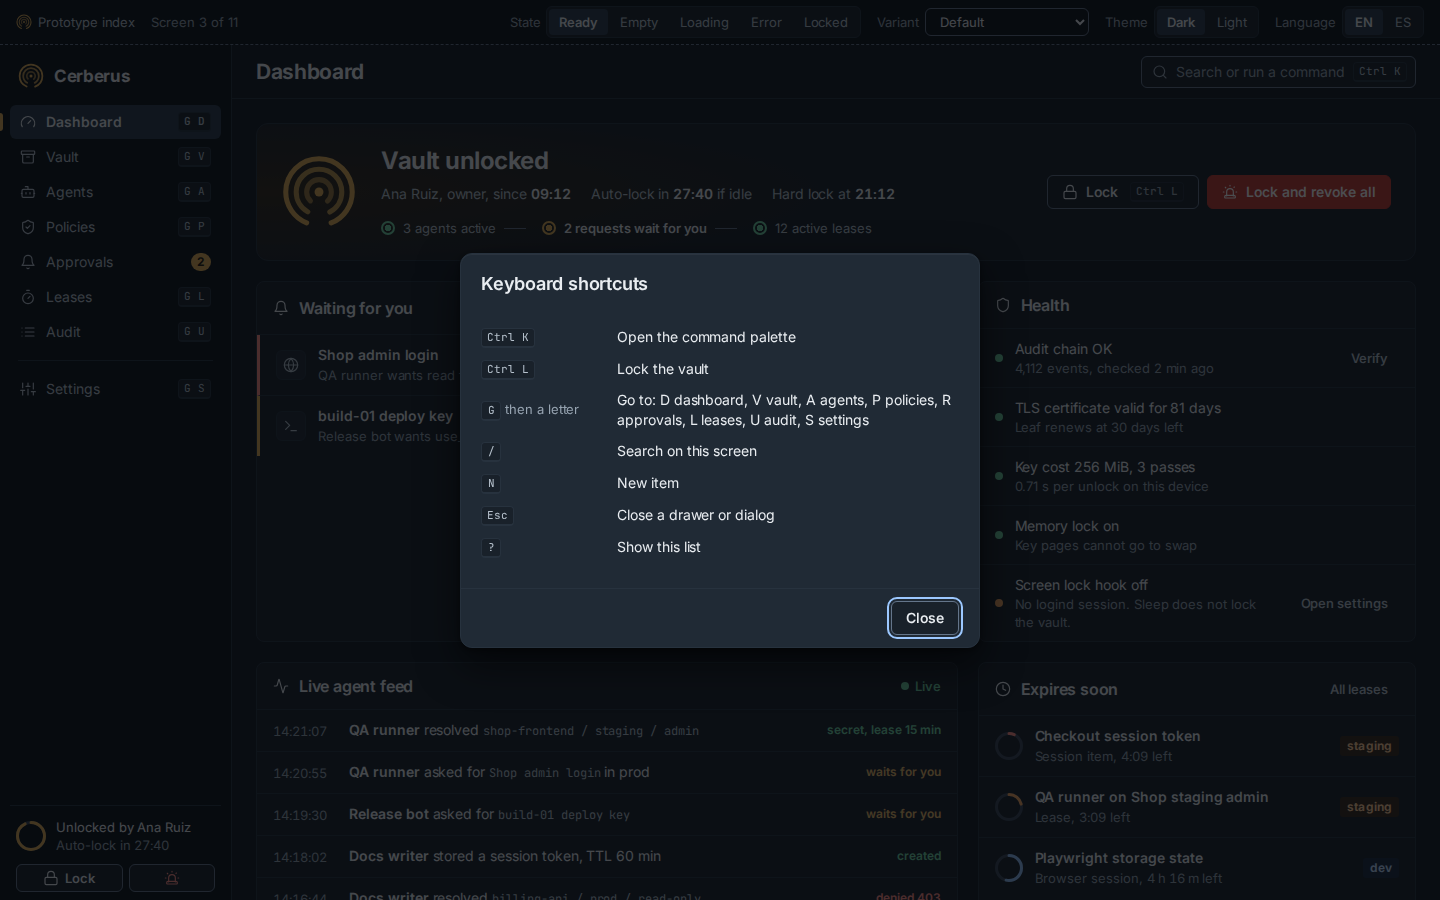 Prototype index Screen 3 of 11
State Ready Empty Loading Error Locked Variant Default Theme Dark Light Language EN ES
Cerberus
Dashboard G D
Vault G V
Agents G A
Policies G P
Approvals 2
Leases G L
Audit G U
Settings G S
Unlocked by Ana Ruiz
Auto-lock in 27:40
Lock
Dashboard
Search or run a command Ctrl K
Vault unlocked
Ana Ruiz, owner, since 09:12 Auto-lock in 27:40 if idle Hard lock at 21:12
3 agents active 2 requests wait for you 12 active leases
Lock Ctrl L Lock and revoke all
Waiting for you
Shop admin login
QA runner wants read
build-01 deploy key
Release bot wants use
Keyboard shortcuts
Ctrl K Open the command palette
Ctrl L Lock the vault
G then a letter Go to: D dashboard, V vault, A agents, P policies, R
approvals, L leases, U audit, S settings
/ Search on this screen
N New item
Esc Close a drawer or dialog
? Show this list
Close
Health
Audit chain OK
4,112 events, checked 2 min ago
Verify
TLS certificate valid for 81 days
Leaf renews at 30 days left
Key cost 256 MiB, 3 passes
0.71 s per unlock on this device
Memory lock on
Key pages cannot go to swap
Screen lock hook off
No logind session. Sleep does not lock
the vault.
Open settings
Live agent feed Live
14:21:07 QA runner resolved shop-frontend / staging / admin secret, lease 15 min
14:20:55 QA runner asked for Shop admin login in prod waits for you
14:19:30 Release bot asked for build-01 deploy key waits for you
14:18:02 Docs writer stored a session token, TTL 60 min created
14:16:44 Docs writer resolved billing-api / prod / read-only denied 403
Expires soon All leases
Checkout session token
Session item, 4:09 left
staging
QA runner on Shop staging admin
Lease, 3:09 left
staging
Playwright storage state
Browser session, 4 h 16 m left
dev